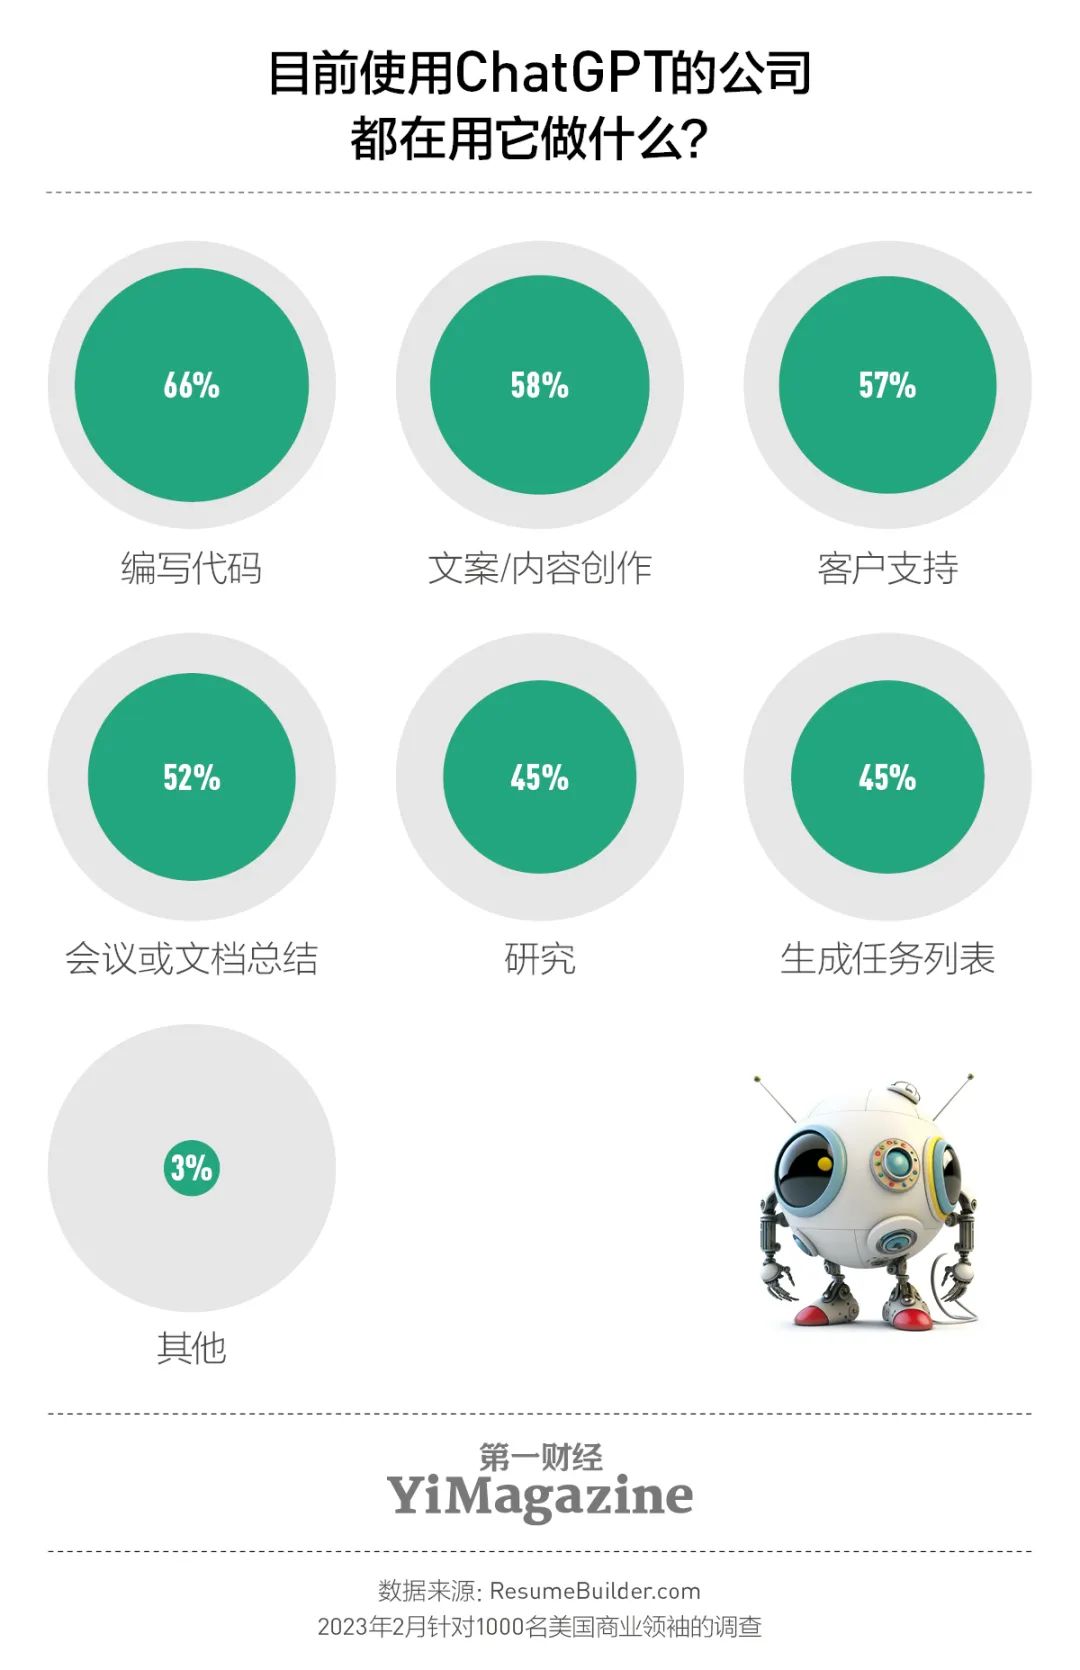 目前使用ChatGPT的公司
都在用它做什么?
66%
58%
57%
编写代码
文案/内容创作
客户支持
52%
45%
45%
会议或文档总结
研究
生成任务列表
3%
其他
第一财经
YiMagazine
数据来源: ResumeBuilder.com
2023年2月针对1000名美国商业领袖的调查